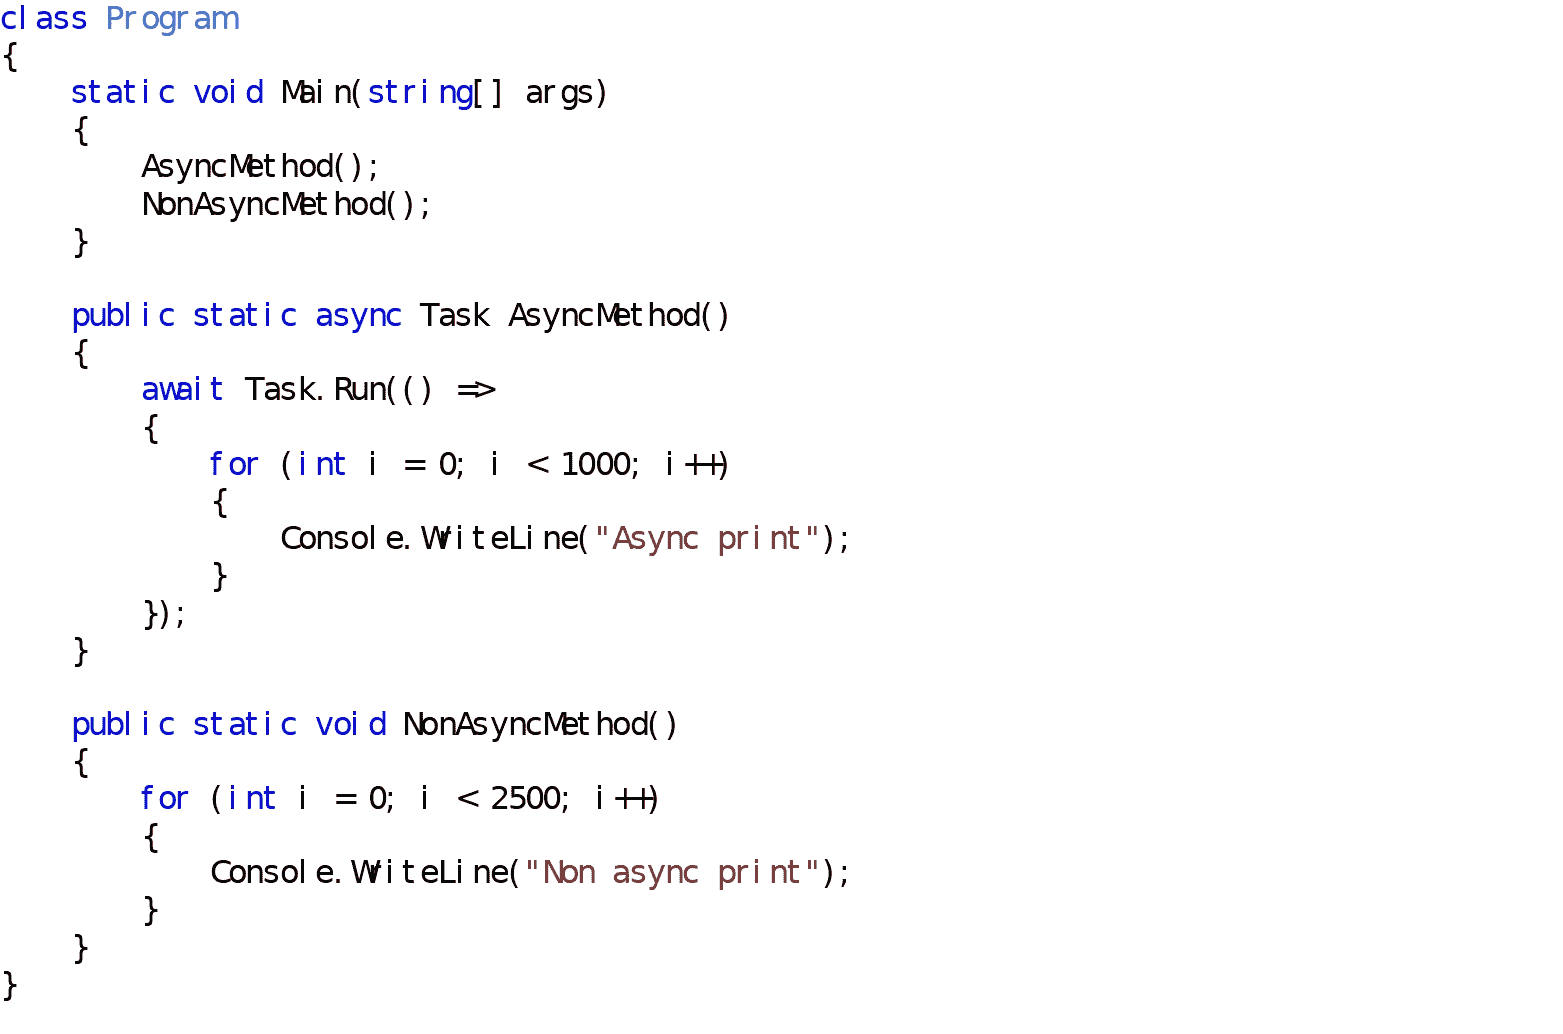 class Program
{
    static void Main(string[] args)
    {
        AsyncMethod();
        NonAsyncMethod();
    }

    public static async Task AsyncMethod()
    {
        await Task.Run(() =>
        {
            for (int i = 0; i < 1000; i++)
            {
                Console.WriteLine("Async print");
            }
        });
    }

    public static void NonAsyncMethod()
    {
        for (int i = 0; i < 2500; i++)
        {
            Console.WriteLine("Non async print");
        }
    }
}